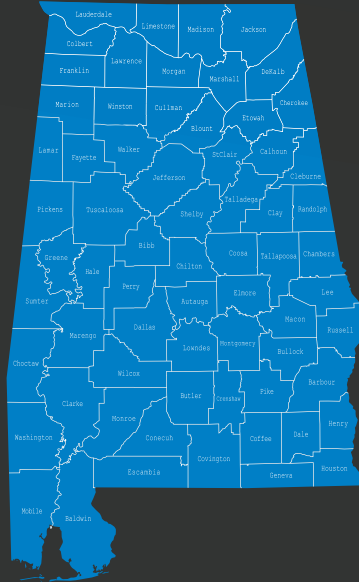 Lauderdale
Limestone
Madison
Jackson
Colbert
Lawrence
Franklin
Morgan
Marshall
DeKalb
Marion
Winston
Cullman
Cherokee
Etowah
Blount
Lamar
Fayette
Walker
StClair
Calhoun
Jefferson
Cleburne
Talladega
Pickens
Tuscaloosa
Shelby
Clay
Randolph
Bibb
Greene
Hale
Chilton
Coosa
Tallapoosa
Chambers
Perry
Sumter
Autauga
Elmore
Lee
Macon
Marengo
Dallas
Russell
Lowndes
Montgomery
Bullock
Choctaw
Wilcox
Barbour
Butler
Crenshaw
Pike
Clarke
Monroe
Washington
Conecuh
Coffee
Dale
Henry
Covington
Escambia
Geneva
Houston
Mobile
Baldwin